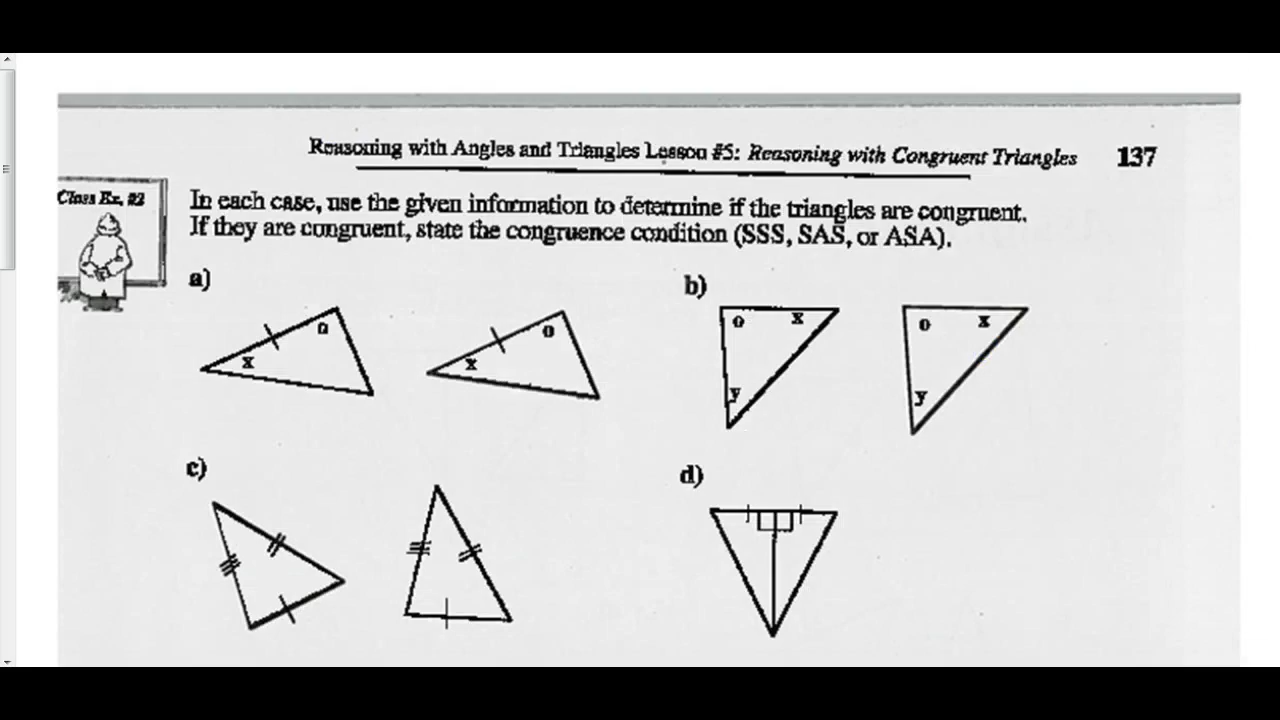 Reasoning with Angles and Triangles Lesson #5: Reasoning with Congruent Triangles 137
Class Ex. #2
In each case, use the given information to determine if the triangles are congruent.
If they are congruent, state the congruence condition (SSS, SAS, or ASA).
a) b)
o o o x o x
x x
y y
c) d)